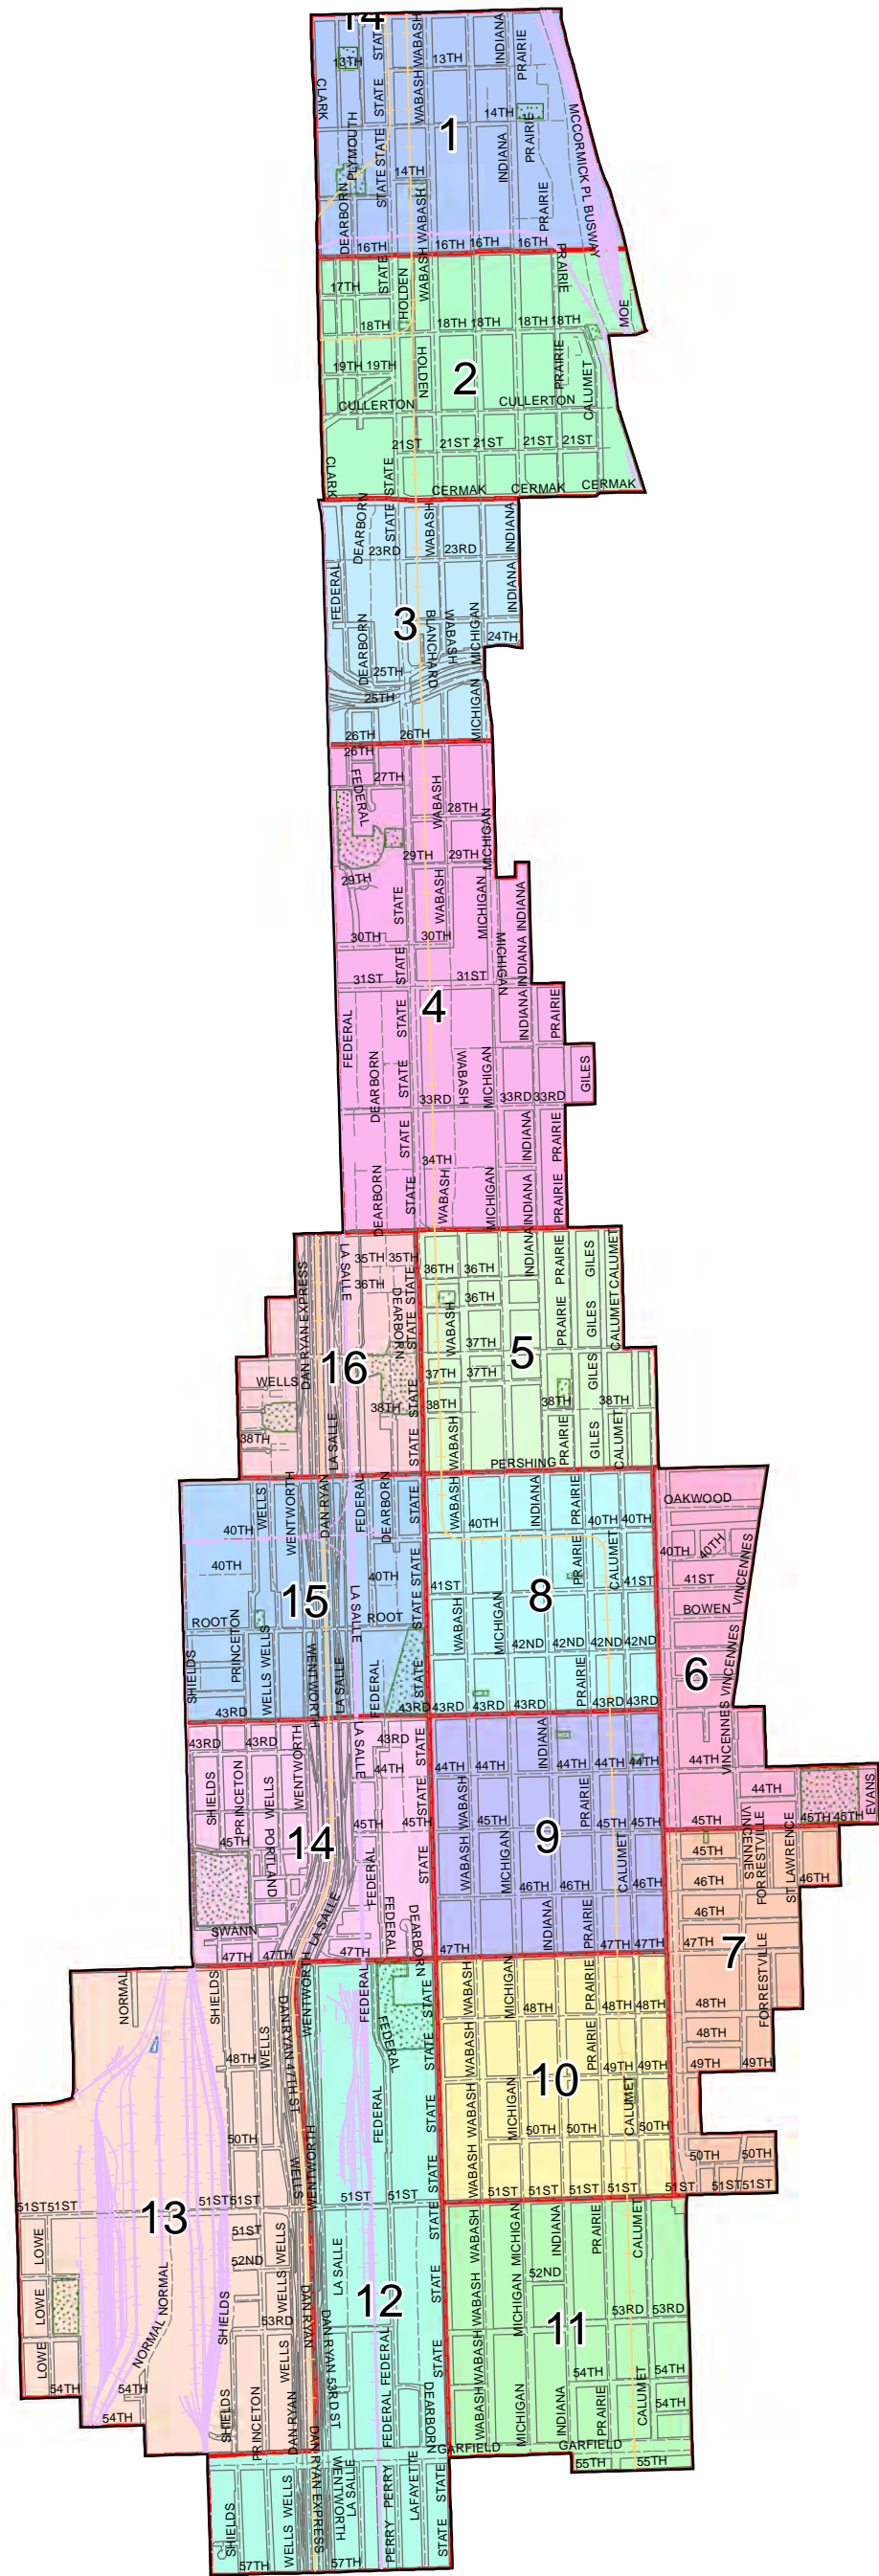 14
STAT
WABASH
INDIANA
PRAIRIE
13TH
13TH
CLARK
STATE
WABASH
14TH
MCCORMICK PL BUSWAY
1
PLYMOUTH
STATE
STATE
14TH
INDIANA
PRAIRIE
DEARBORN
WABASH
PRAIRIE
16TH
16TH
16TH
16TH
STATE
HOLDEN
WABASH
PRAIRIE
17TH
18TH
18TH
18TH
18TH
18TH
MOE
19TH
19TH
HOLDEN
2
PRAIRIE
CALUMET
CULLERTON
CULLERTON
21ST
21ST
21ST
21ST
21ST
CLARK
STATE
CERMAK
CERMAK
CERMAK
DEARBORN
STATE
WABASH
INDIANA
23RD
23RD
FEDERAL
INDIANA
3
DEARBORN
BLANCHARD
WABASH
MICHIGAN
24TH
25TH
25TH
MICHIGAN
26TH
26TH
26TH
27TH
FEDERAL
WABASH
28TH
MICHIGAN
29TH
29TH
29TH
STATE
WABASH
MICHIGAN
INDIANA
30TH
30TH
MICHIGAN
INDIANA
31ST
STATE
31ST
4
STATE
INDIANA
PRAIRIE
FEDERAL
DEARBORN
STATE
WABASH
MICHIGAN
GILES
33RD
33RD
33RD
STATE
INDIANA
PRAIRIE
34TH
DEARBORN
STATE
WABASH
MICHIGAN
INDIANA
PRAIRIE
DAN RYAN EXPRESS
LA SALLE
35TH
35TH
36TH
36TH
36TH
36TH
INDIANA
PRAIRIE
GILES
CALUMET
STATE
DEARBORN
STATE
WABASH
PRAIRIE
GILES
CALUMET
37TH
16
5
WELLS
37TH
37TH
GILES
STATE
38TH
38TH
38TH
38TH
38TH
LA SALLE
STATE
WABASH
PRAIRIE
GILES
CALUMET
PERSHING
WELLS
WENTWORTH
DAN RYAN
FEDERAL
DEARBORN
STATE
WABASH
INDIANA
PRAIRIE
OAKWOOD
40TH
40TH
40TH
40TH
40TH
40TH
40TH
40TH
STATE
PRAIRIE
CALUMET
VINCENNES
41ST
41ST
41ST
15
8
LA SALLE
BOWEN
ROOT
ROOT
PRINCETON
STATE
WABASH
MICHIGAN
42ND
42ND
42ND
42ND
VINCENNES
6
SHIELDS
WELLS
WELLS
WENTWORTH
LA SALLE
FEDERAL
STATE
PRAIRIE
VINCENNES
43RD
43RD
43RD
43RD
43RD
43RD
43RD
43RD
43RD
43RD
LA SALLE
STATE
INDIANA
44TH
44TH
44TH
44TH
44TH
44TH
44TH
44TH
SHIELDS
PRINCETON
WELLS
WENTWORTH
STATE
WABASH
PRAIRIE
EVANS
45TH
45TH
45TH
45TH
45TH
45TH
45TH
45TH
45TH
14
9
PORTLAND
FEDERAL
STATE
WABASH
MICHIGAN
CALUMET
VINCENNES
FORRESTVILLE
ST LAWRENCE
45TH
46TH
46TH
46TH
46TH
46TH
46TH
SWANN
LA SALLE
FEDERAL
DEARBORN
INDIANA
PRAIRIE
47TH
47TH
47TH
47TH
47TH
47TH
47TH
7
FORRESTVILLE
NORMAL
SHIELDS
WENTWORTH
FEDERAL
STATE
WABASH
MICHIGAN
PRAIRIE
48TH
48TH
48TH
48TH
48TH
DAN RYAN 47TH ST
WELLS
FEDERAL
STATE
WABASH
PRAIRIE
48TH
49TH
49TH
49TH
49TH
10
FEDERAL
STATE
WABASH
MICHIGAN
CALUMET
50TH
50TH
50TH
50TH
50TH
50TH
WELLS
WENTWORTH
STATE
WABASH
51ST
51ST
51ST
51ST
51ST
51ST
51ST
51ST
51ST
51ST
51ST
51ST
51ST
13
LOWE
51ST
WELLS
STATE
WABASH
MICHIGAN
INDIANA
PRAIRIE
CALUMET
52ND
52ND
LA SALLE
STATE
12
11
LOWE
NORMAL
NORMAL
SHIELDS
WELLS
53RD
DAN RYAN
DAN RYAN 53RD ST
WABASH
MICHIGAN
53RD
53RD
LOWE
WELLS
FEDERAL
STATE
WABASH
54TH
54TH
54TH
54TH
54TH
54TH
SHIELDS
PRINCETON
DAN RYAN
FEDERAL
DEARBORN
WABASH
MICHIGAN
INDIANA
PRAIRIE
CALUMET
GARFIELD
GARFIELD
55TH
55TH
SHIELDS
WELLS
WELLS
DAN RYAN EXPRESS
WENTWORTH
LA SALLE
PERRY
PERRY
LAFAYETTE
STATE
STATE
57TH
57TH